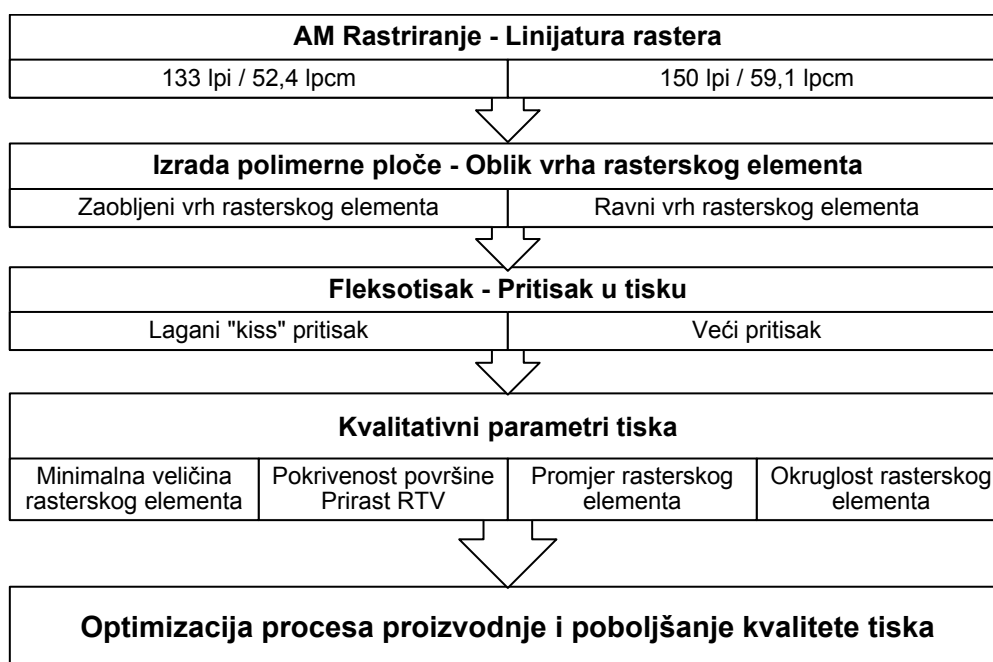 AM Rastriranje - Linijatura rastera
133 lpi / 52,4 lpcm
150 lpi / 59,1 lpcm
Izrada polimerne ploče - Oblik vrha rasterskog elementa
Zaobljeni vrh rasterskog elementa
Ravni vrh rasterskog elementa
Fleksotisak - Pritisak u tisku
Lagani "kiss" pritisak
Veći pritisak
Kvalitativni parametri tiska
Minimalna veličina
rasterskog elementa
Pokrivenost površine
Prirast RTV
Promjer rasterskog
elementa
Okruglost rasterskog
elementa
Optimizacija procesa proizvodnje i poboljšanje kvalitete tiska